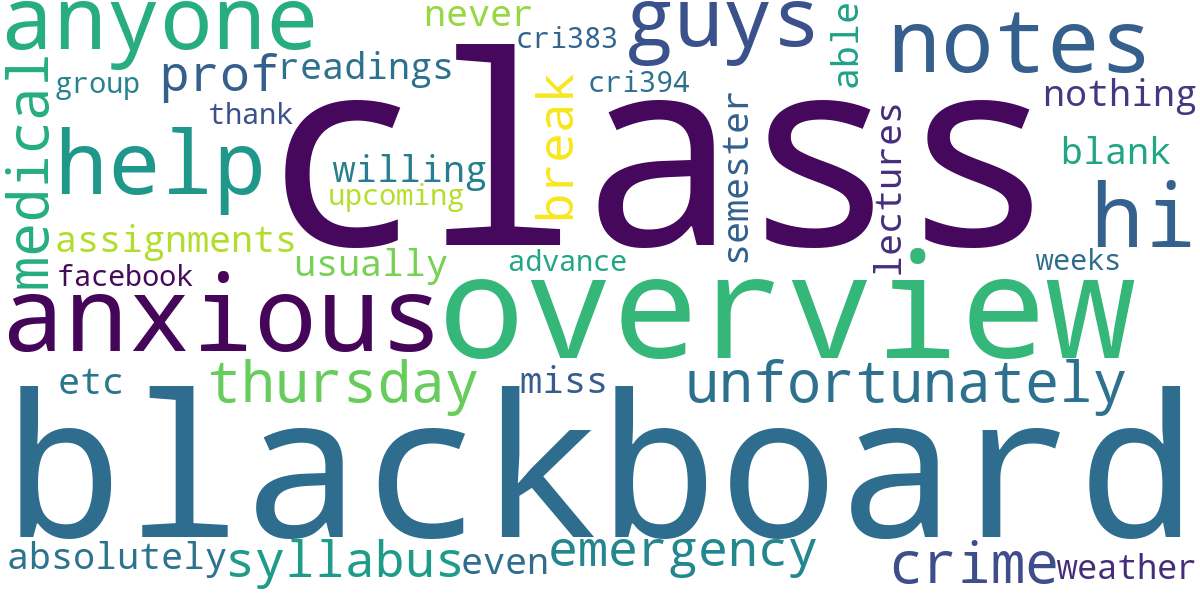 anyone
never
cri383
guys
able
notes
medical
group
prof
readings
thank
class
break
cri394
semester
lectures
nothing
help
willing
upcoming
blank
hi
assignments
usually
advance
weeks
facebook
anxious
overview
etc
thursday
miss
unfortunately
blackboard
absolutely
syllabus
even
emergency
crime
weather